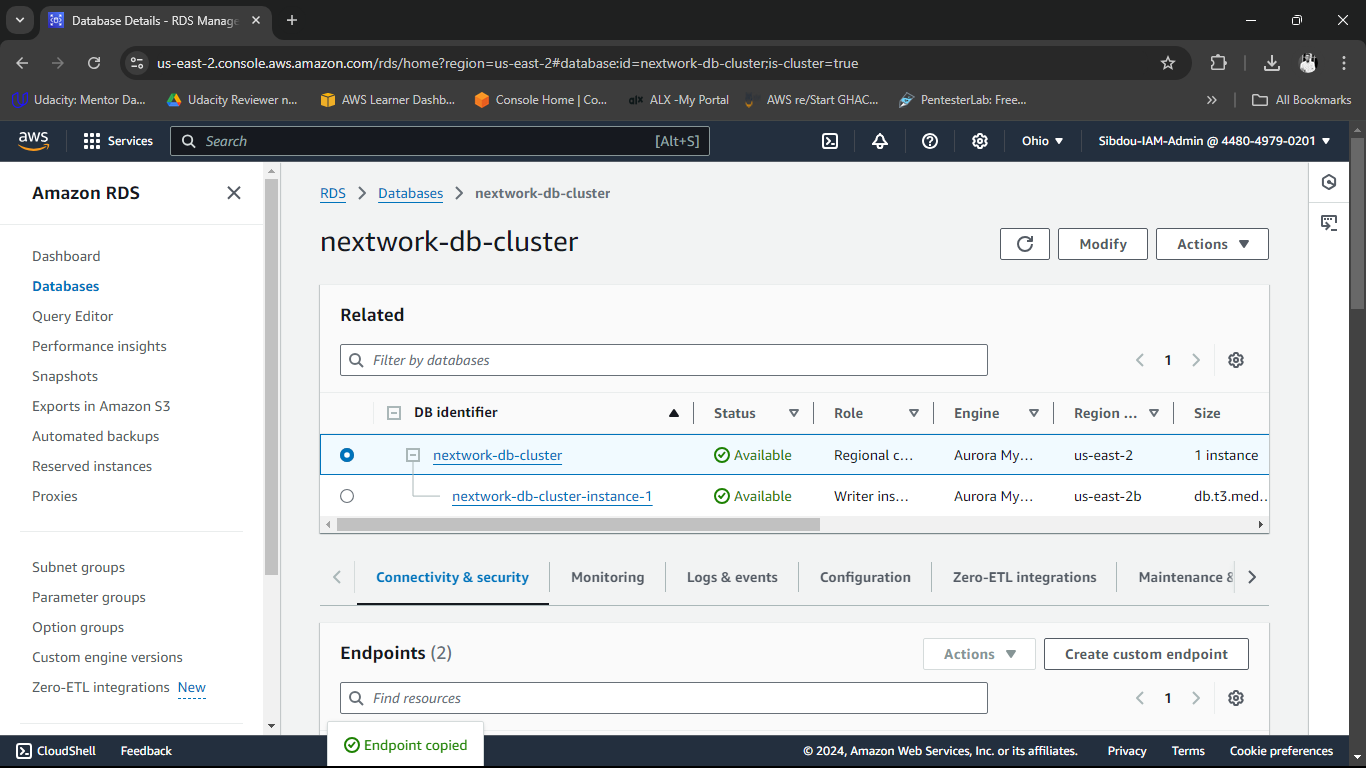 Database Details - RDS Manage
us-east-2.console.aws.amazon.com/rds/home?region=us-east-2#database:id=nextwork-db-cluster;is-cluster=true
Udacity: Mentor Da... Udacity Reviewer n... AWS Learner Dashb... Console Home | Co... alx ALX -My Portal AWS re/Start GHAC... PentesterLab: Free... » All Bookmarks
aws Services Search [Alt+S] Ohio Sibdou-IAM-Admin @ 4480-4979-0201
Amazon RDS
Dashboard
Databases
Query Editor
Performance insights
Snapshots
Exports in Amazon S3
Automated backups
Reserved instances
Proxies
Subnet groups
Parameter groups
Option groups
Custom engine versions
Zero-ETL integrations New
RDS > Databases > nextwork-db-cluster
nextwork-db-cluster
Modify Actions
Related
Filter by databases 1
DB identifier Status Role Engine Region ... Size
nextwork-db-cluster Available Regional c... Aurora My... us-east-2 1 instance
nextwork-db-cluster-instance-1 Available Writer ins... Aurora My... us-east-2b db.t3.med...
Connectivity & security Monitoring Logs & events Configuration Zero-ETL integrations Maintenance &
Endpoints (2) Actions Create custom endpoint
Find resources 1
Endpoint copied
CloudShell Feedback © 2024, Amazon Web Services, Inc. or its affiliates. Privacy Terms Cookie preferences